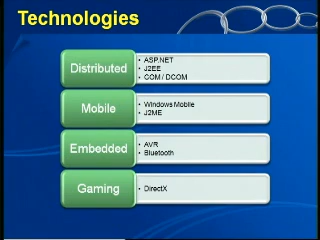 Technologies
Distributed
• ASP.NET
• J2EE
• COM / DCOM
Mobile
• Windows Mobile
• J2ME
Embedded
• AVR
• Bluetooth
Gaming
• DirectX